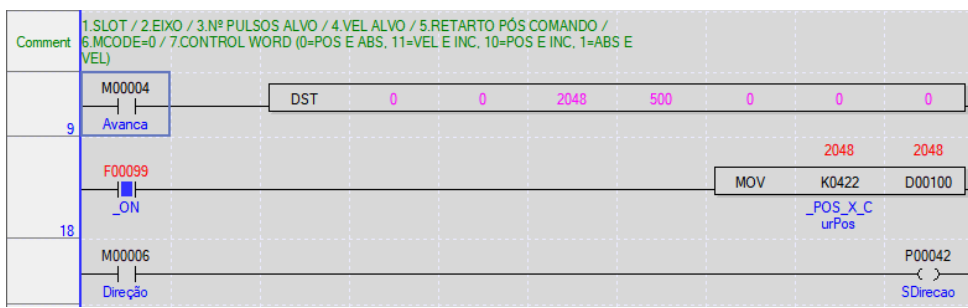 Comment
1.SLOT / 2.EIXO / 3.Nº PULSOS ALVO / 4.VEL ALVO / 5.RETARTO PÓS COMANDO /
6.MCODE=0 / 7.CONTROL WORD (0=POS E ABS, 11=VEL E INC, 10=POS E INC, 1=ABS E
VEL)
M00004
DST 0 0 2048 500 0 0 0
9 Avanca
2048 2048
F00099
MOV K0422 D00100
_ON _POS_X_C
urPos
18
M00006 P00042
Direção SDirecao